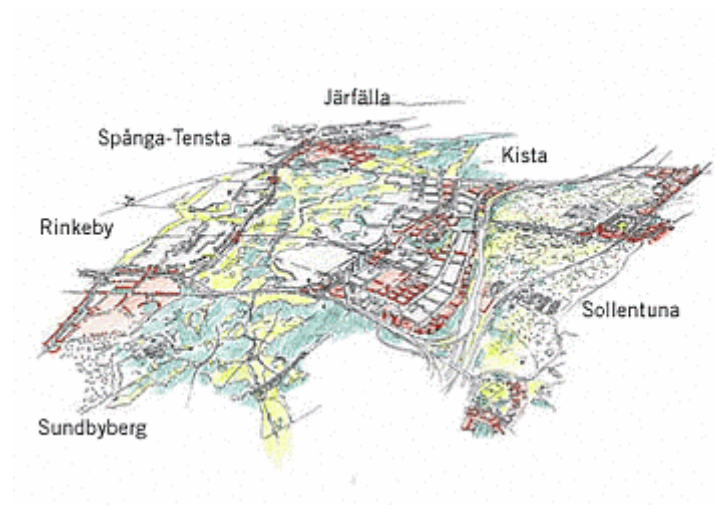 Järfälla
Spånga-Tensta
Kista
Rinkeby
Sollentuna
Sundbyberg